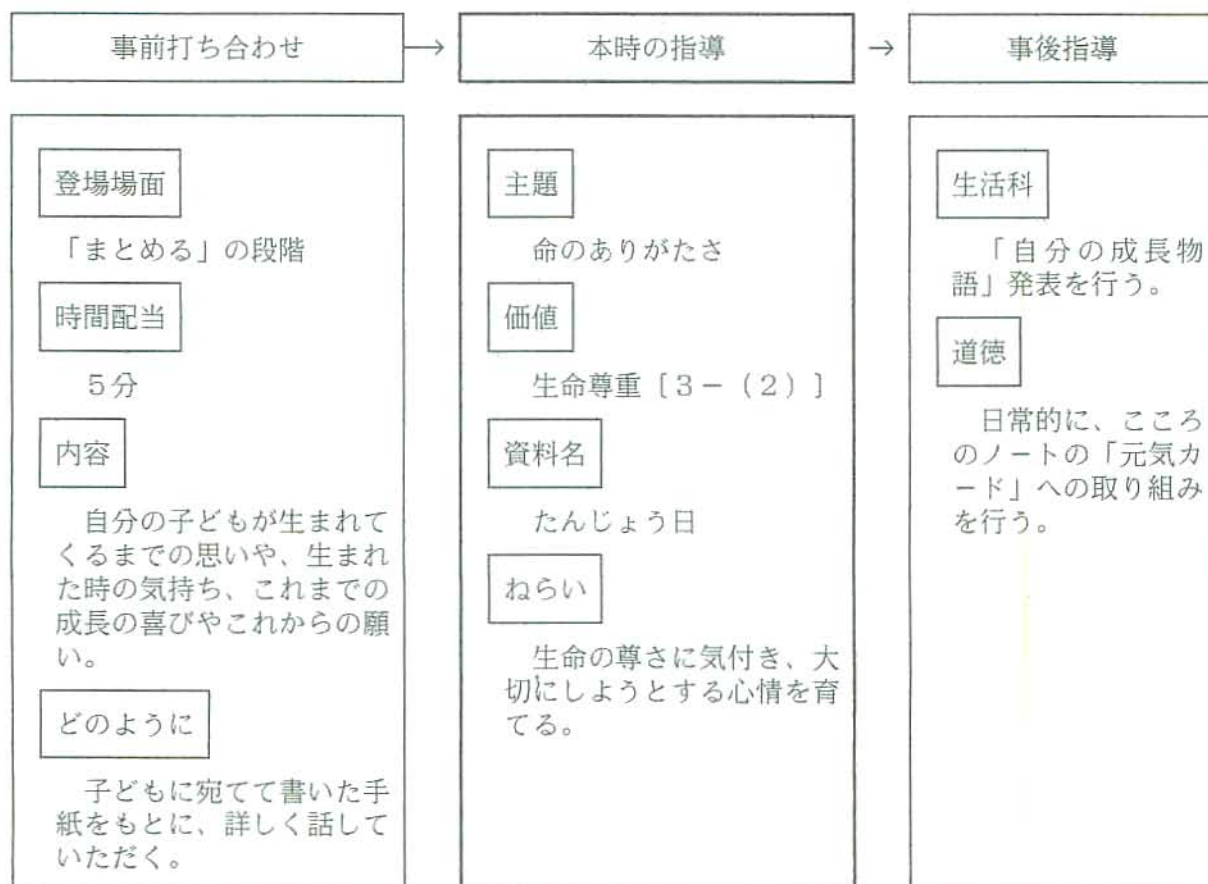 事前打ち合わせ
→
本時の指導
→
事後指導
登場場面
「まとめる」の段階
時間配当
5分
内容
自分の子どもが生まれて
くるまでの思いや、生まれ
た時の気持ち、これまでの
成長の喜びやこれからの願
い。
どのように
子どもに宛てて書いた手
紙をもとに、詳しく話して
いただく。
主題
命のありがたさ
価値
生命尊重〔3-(2)〕
資料名
たんじょう日
ねらい
生命の尊さに気付き、大
切にしようとする心情を育
てる。
生活科
「自分の成長物
語」発表を行う。
道徳
日常的に、こころ
のノートの「元気カ
ード」への取り組み
を行う。